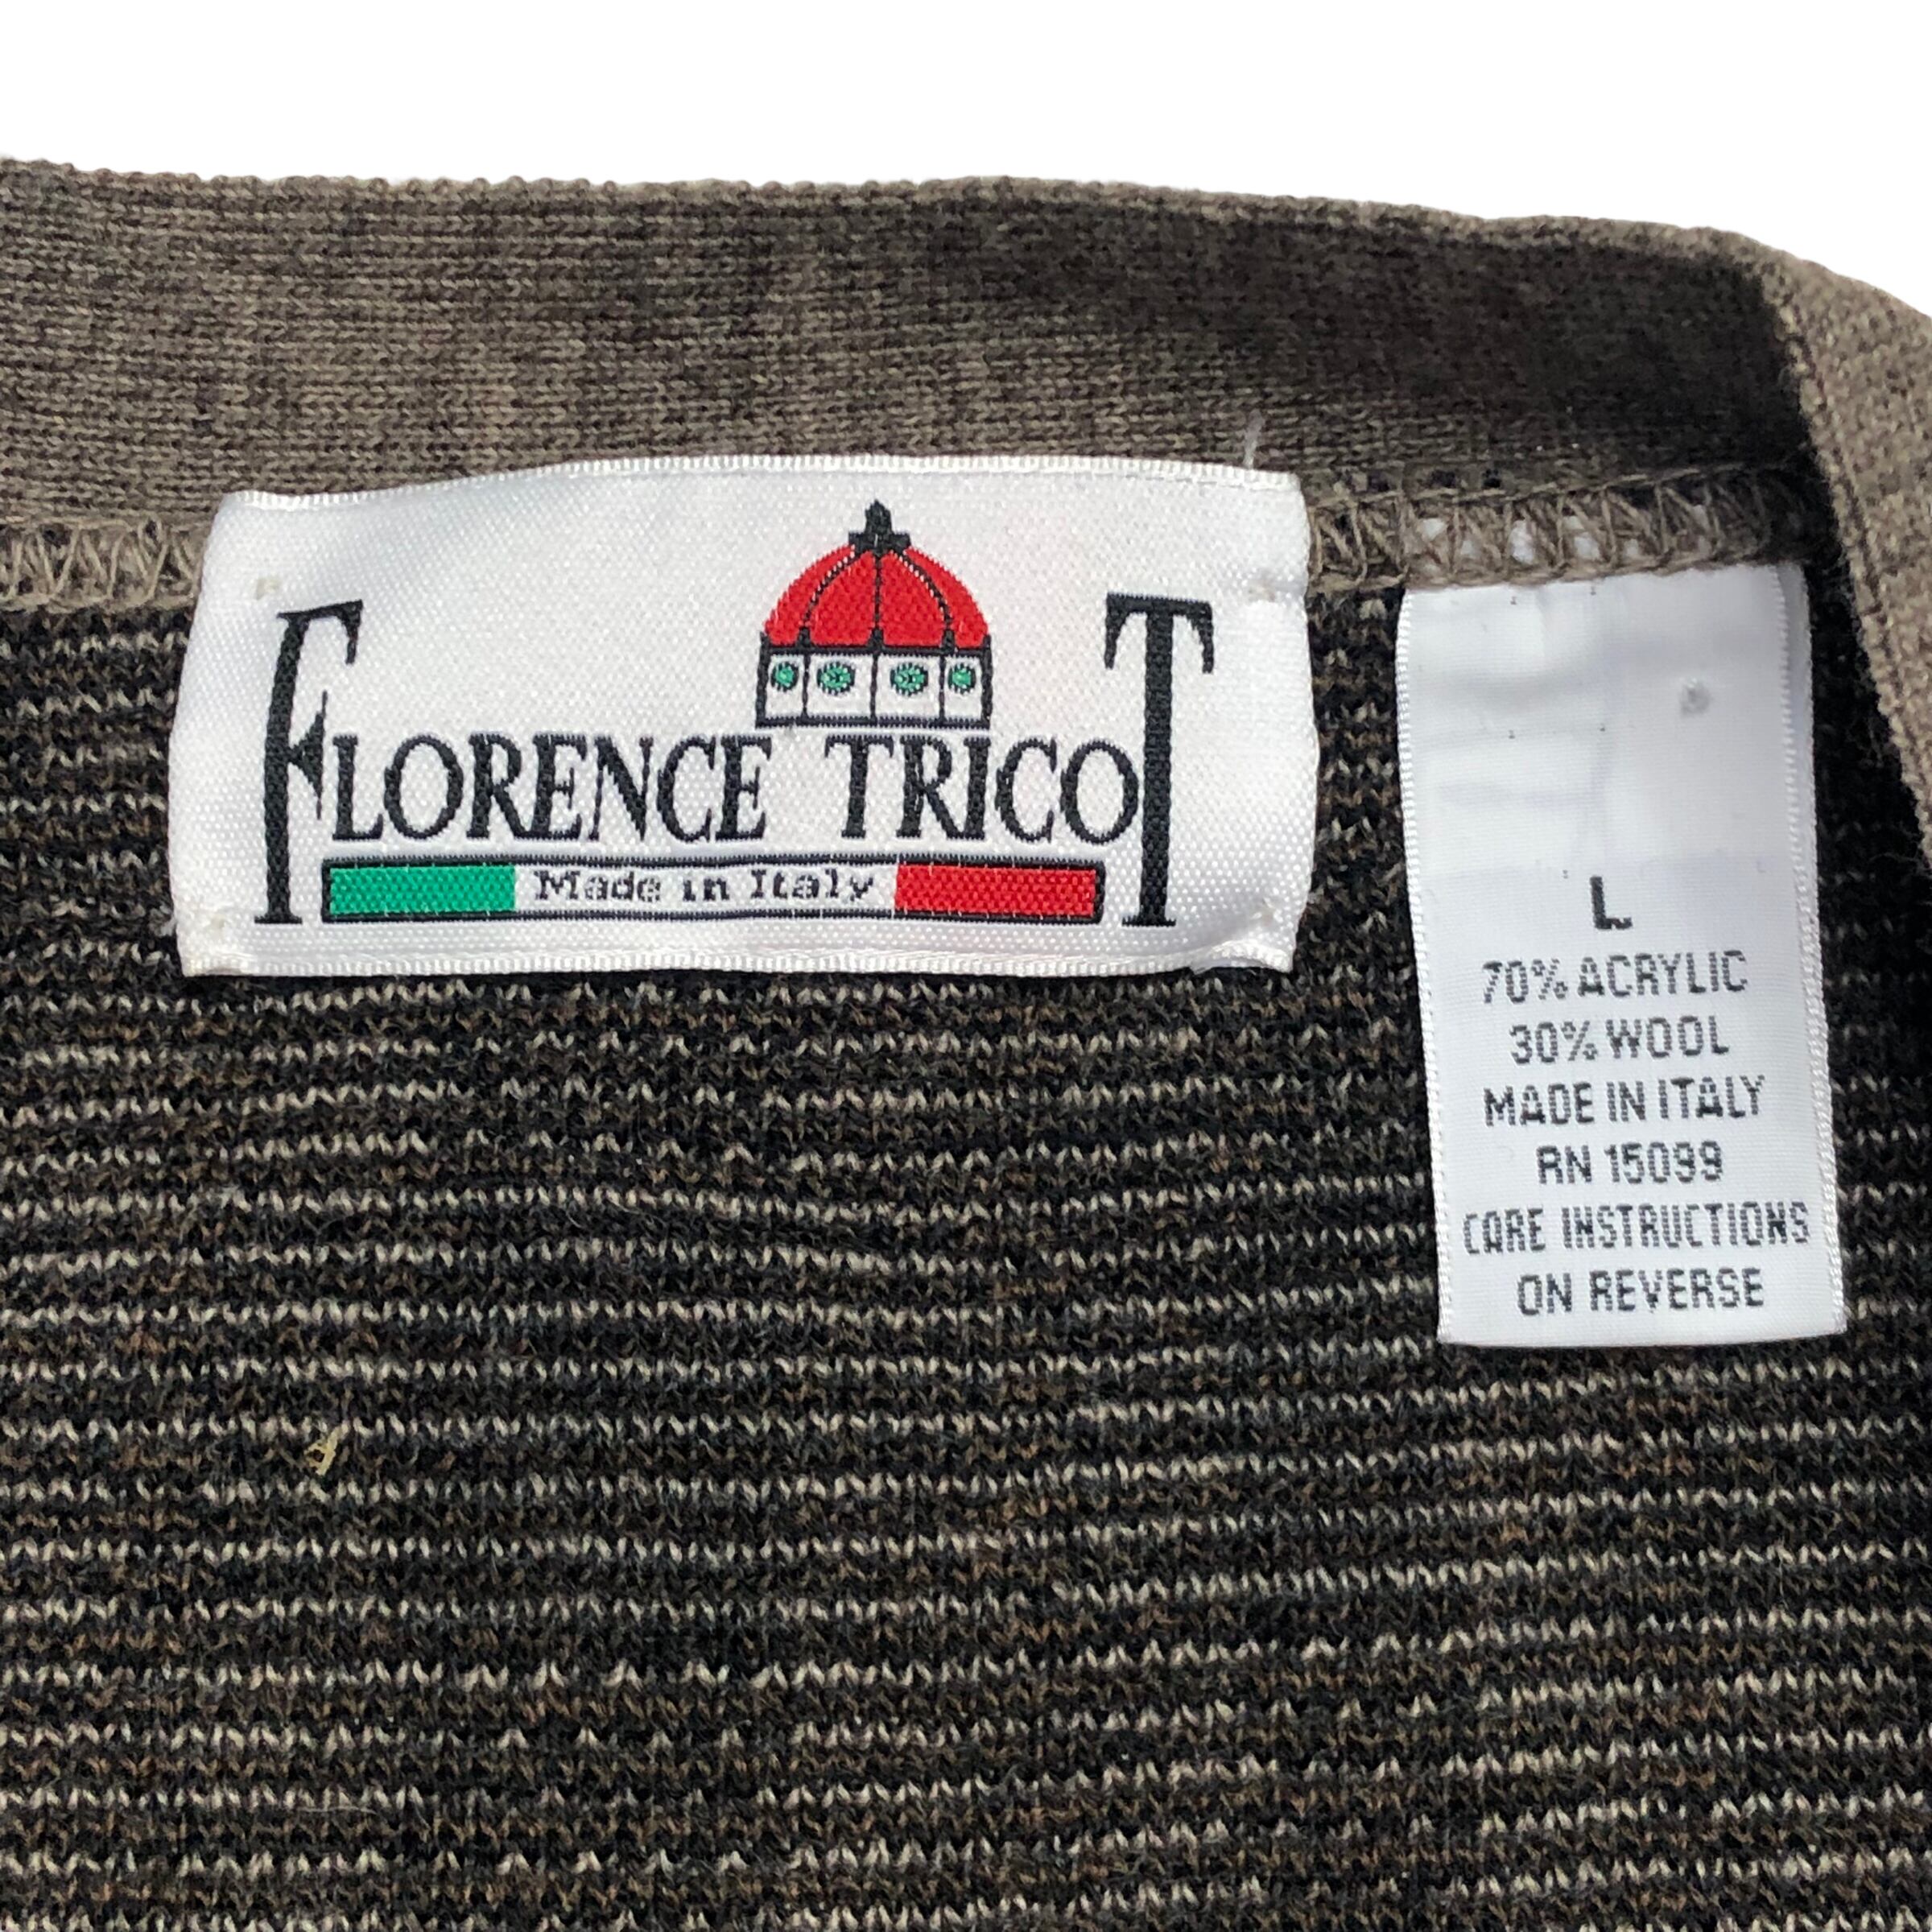 FLORENCE TRICOT
Made in Italy
L
70% ACRYLIC
30% WOOL
MADE IN ITALY
RN 15099
CARE INSTRUCTIONS
ON REVERSE